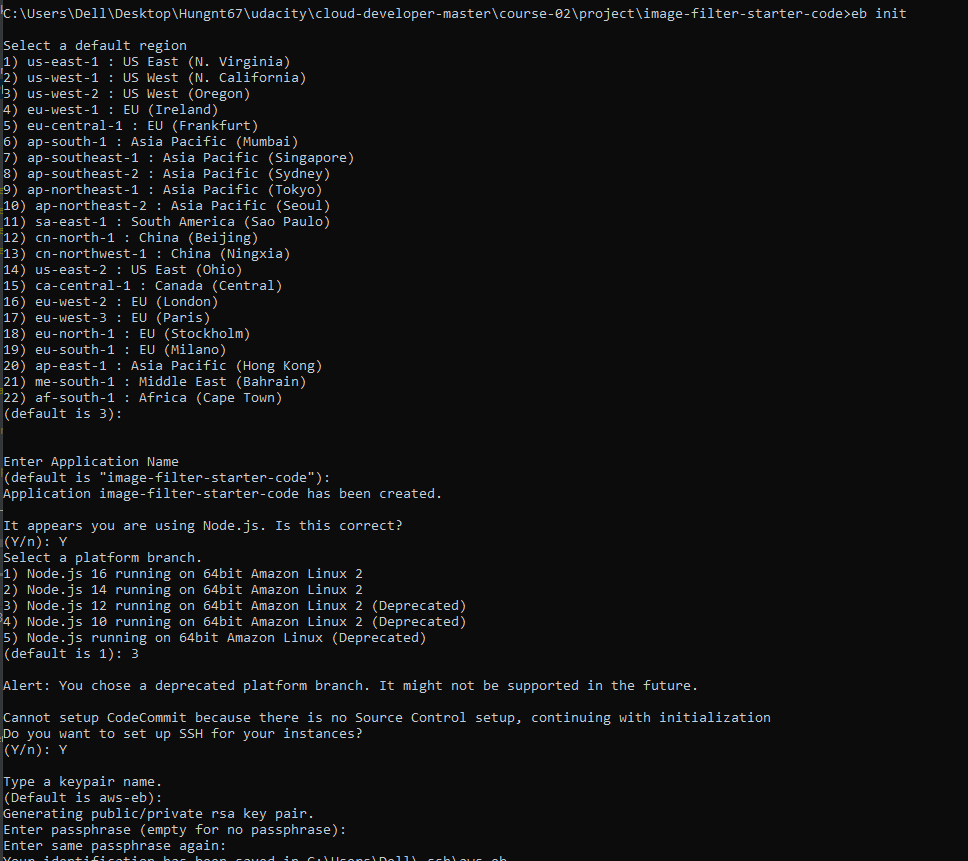 C:\Users\Dell\Desktop\Hungnt67\udacity\cloud-developer-master\course-02\project\image-filter-starter-code>eb init
Select a default region
1) us-east-1 : US East (N. Virginia)
2) us-west-1 : US West (N. California)
3) us-west-2 : US West (Oregon)
4) eu-west-1 : EU (Ireland)
5) eu-central-1 : EU (Frankfurt)
6) ap-south-1 : Asia Pacific (Mumbai)
7) ap-southeast-1 : Asia Pacific (Singapore)
8) ap-southeast-2 : Asia Pacific (Sydney)
9) ap-northeast-1 : Asia Pacific (Tokyo)
10) ap-northeast-2 : Asia Pacific (Seoul)
11) sa-east-1 : South America (Sao Paulo)
12) cn-north-1 : China (Beijing)
13) cn-northwest-1 : China (Ningxia)
14) us-east-2 : US East (Ohio)
15) ca-central-1 : Canada (Central)
16) eu-west-2 : EU (London)
17) eu-west-3 : EU (Paris)
18) eu-north-1 : EU (Stockholm)
19) eu-south-1 : EU (Milano)
20) ap-east-1 : Asia Pacific (Hong Kong)
21) me-south-1 : Middle East (Bahrain)
22) af-south-1 : Africa (Cape Town)
(default is 3):
Enter Application Name
(default is "image-filter-starter-code"):
Application image-filter-starter-code has been created.
It appears you are using Node.js. Is this correct?
(Y/n): Y
Select a platform branch.
1) Node.js 16 running on 64bit Amazon Linux 2
2) Node.js 14 running on 64bit Amazon Linux 2
3) Node.js 12 running on 64bit Amazon Linux 2 (Deprecated)
4) Node.js 10 running on 64bit Amazon Linux 2 (Deprecated)
5) Node.js running on 64bit Amazon Linux (Deprecated)
(default is 1): 3
Alert: You chose a deprecated platform branch. It might not be supported in the future.
Cannot setup CodeCommit because there is no Source Control setup, continuing with initialization
Do you want to set up SSH for your instances?
(Y/n): Y
Type a keypair name.
(Default is aws-eb):
Generating public/private rsa key pair.
Enter passphrase (empty for no passphrase):
Enter same passphrase again:
Your identification has been saved in C:\Users\Dell\.ssh\aws-eb